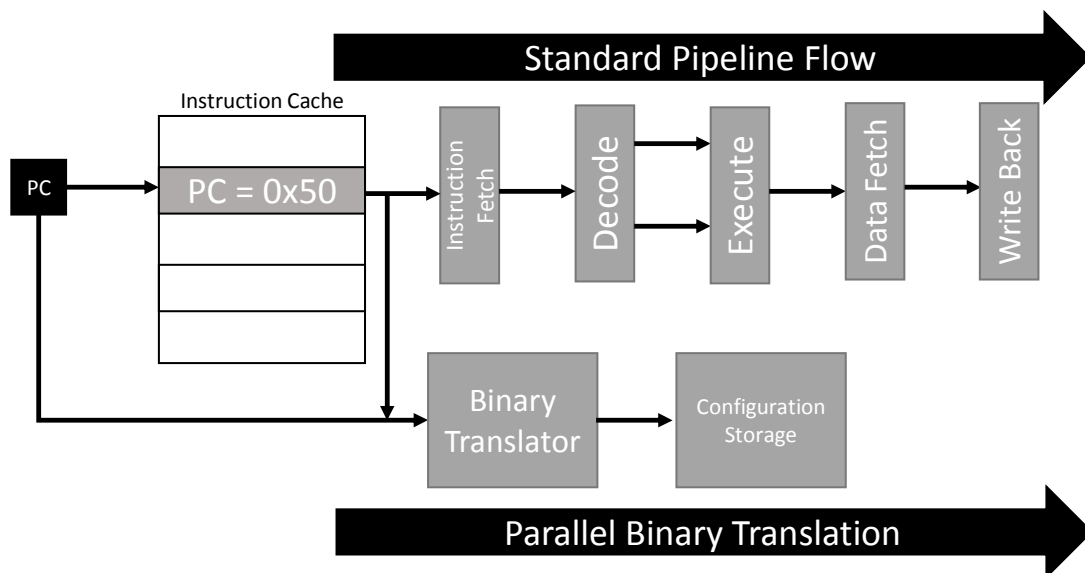 Standard Pipeline Flow
Instruction Cache
PC
PC = 0x50
Instruction
Fetch
Decode
Execute
Data Fetch
Write Back
Binary
Translator
Configuration
Storage
Parallel Binary Translation